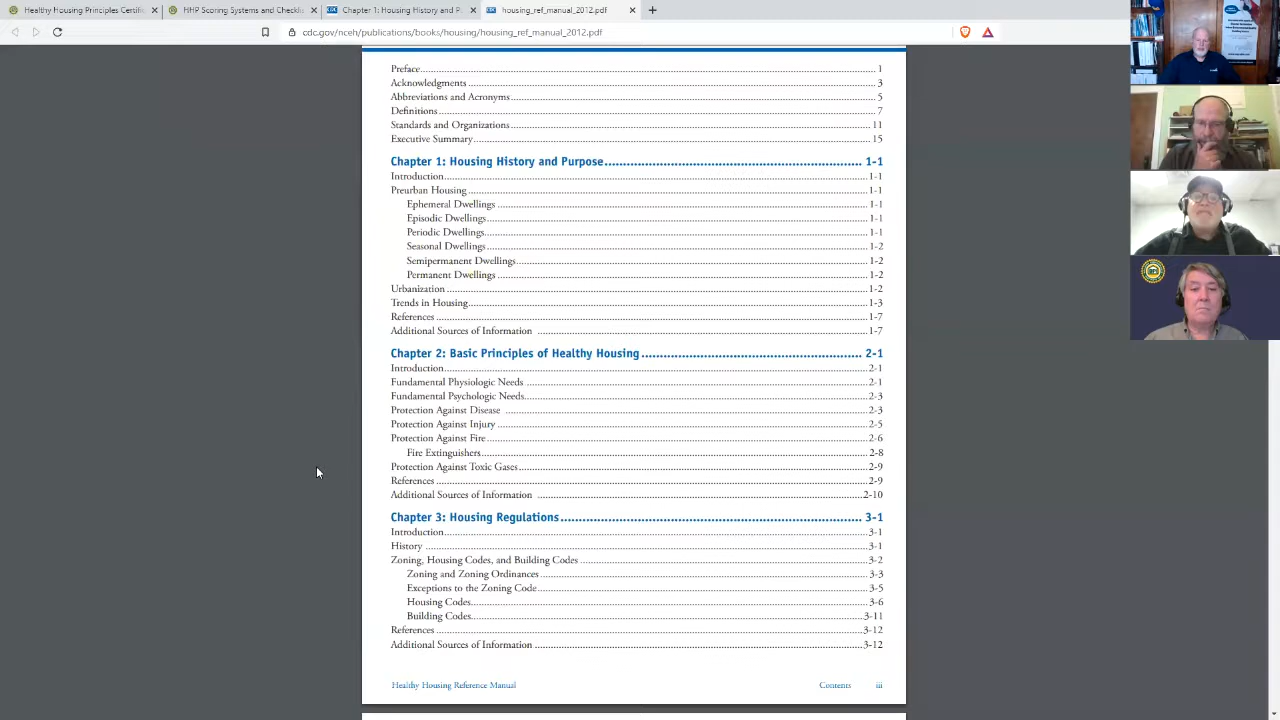 Healthy Housing Principles Certific
HHP Scoring Systems and Checkli
Chapter 1: Housing History and P
housing_ref_manual_2012.pdf
cdc.gov/nceh/publications/books/housing/housing_ref_manual_2012.pdf
Preface 1
Acknowledgments 3
Abbreviations and Acronyms 5
Definitions 7
Standards and Organizations 11
Executive Summary 15
Chapter 1: Housing History and Purpose 1-1
Introduction 1-1
Preurban Housing 1-1
Ephemeral Dwellings 1-1
Episodic Dwellings 1-1
Periodic Dwellings 1-1
Seasonal Dwellings 1-2
Semipermanent Dwellings 1-2
Permanent Dwellings 1-2
Urbanization 1-2
Trends in Housing 1-3
References 1-7
Additional Sources of Information 1-7
Chapter 2: Basic Principles of Healthy Housing 2-1
Introduction 2-1
Fundamental Physiologic Needs 2-1
Fundamental Psychologic Needs 2-3
Protection Against Disease 2-3
Protection Against Injury 2-5
Protection Against Fire 2-6
Fire Extinguishers 2-8
Protection Against Toxic Gases 2-9
References 2-9
Additional Sources of Information 2-10
Chapter 3: Housing Regulations 3-1
Introduction 3-1
History 3-1
Zoning, Housing Codes, and Building Codes 3-2
Zoning and Zoning Ordinances 3-3
Exceptions to the Zoning Code 3-5
Housing Codes 3-6
Building Codes 3-11
References 3-12
Additional Sources of Information 3-12
Healthy Housing Reference Manual Contents iii